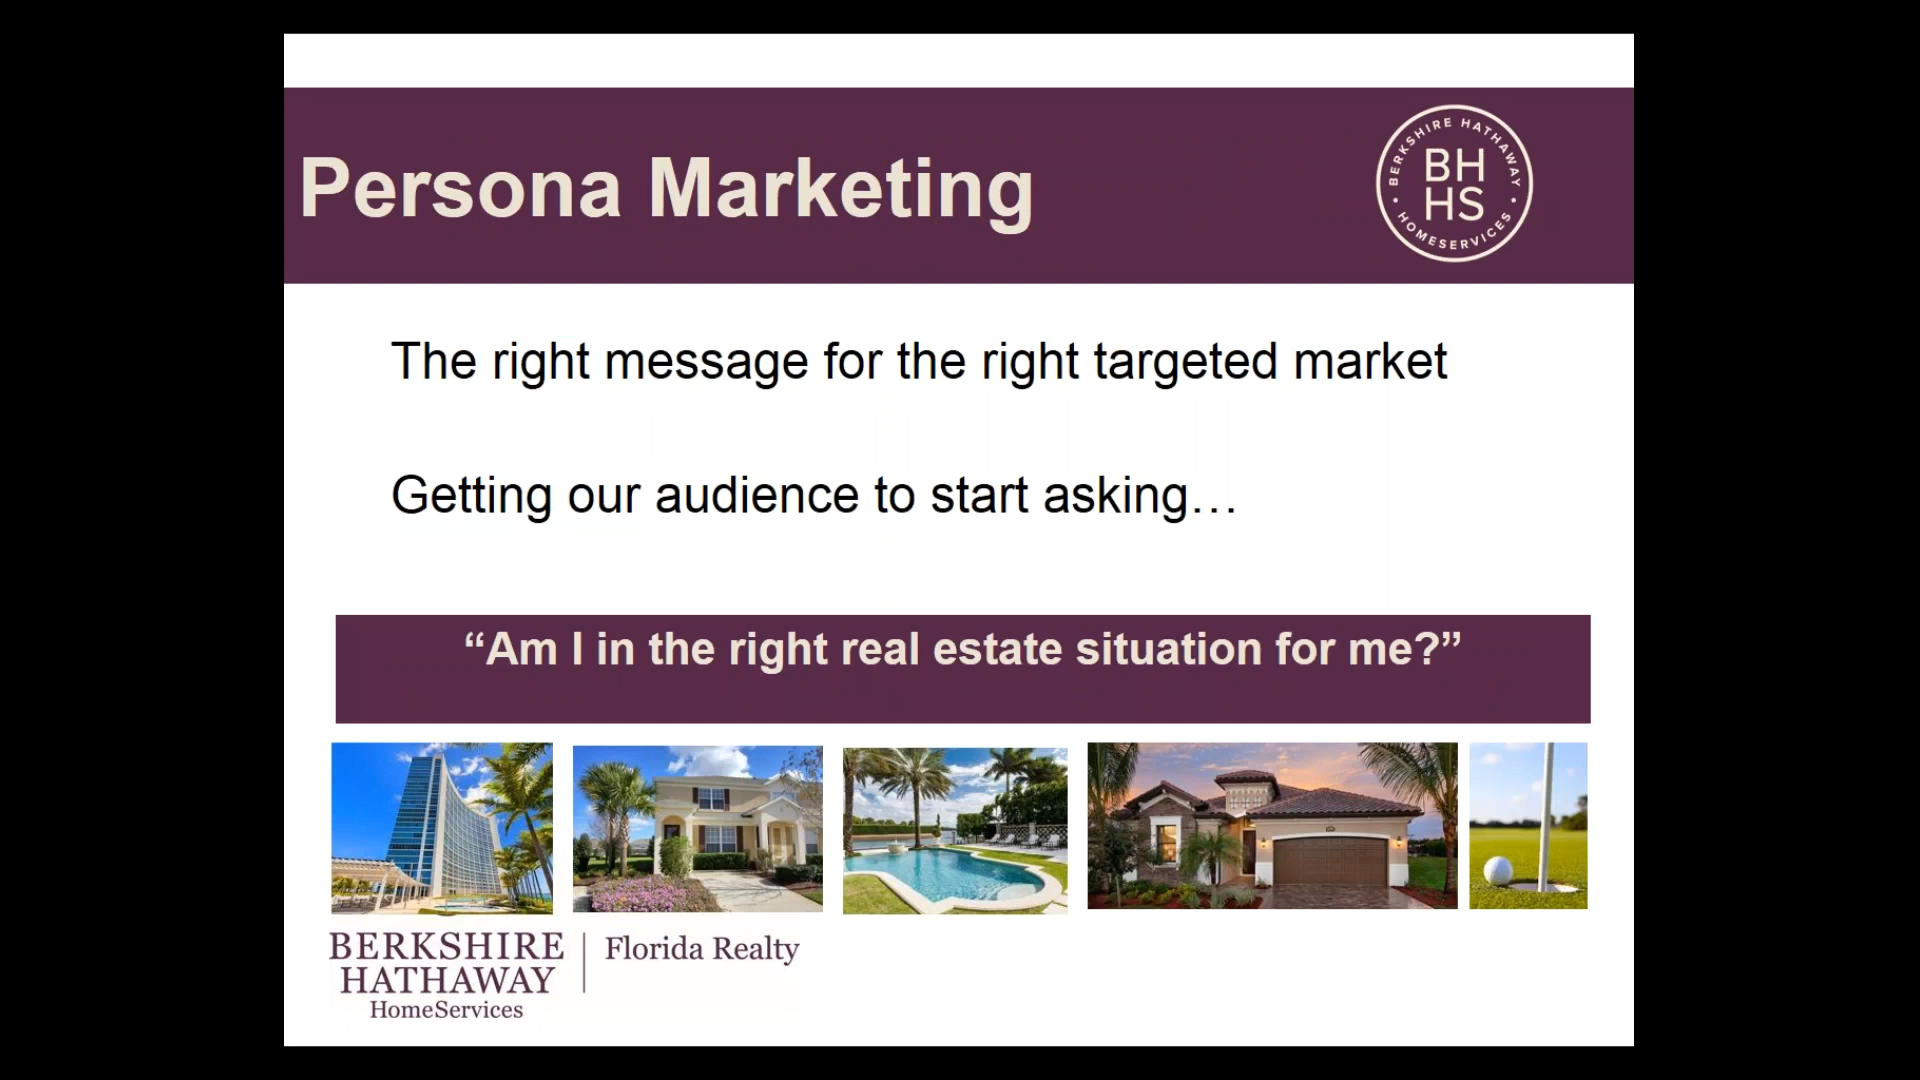 Persona Marketing
BERKSHIRE HATHAWAY
BH
HS
HOMESERVICES
The right message for the right targeted market
Getting our audience to start asking…
“Am I in the right real estate situation for me?”
BERKSHIRE
HATHAWAY
HomeServices
Florida Realty